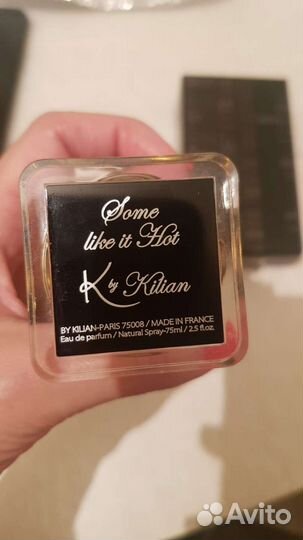 Some
like it Hot
K by Kilian
BY KILIAN-PARIS 75008 / MADE IN FRANCE
Eau de parfum / Natural Spray-75ml / 2.5 fl.oz.
Avito